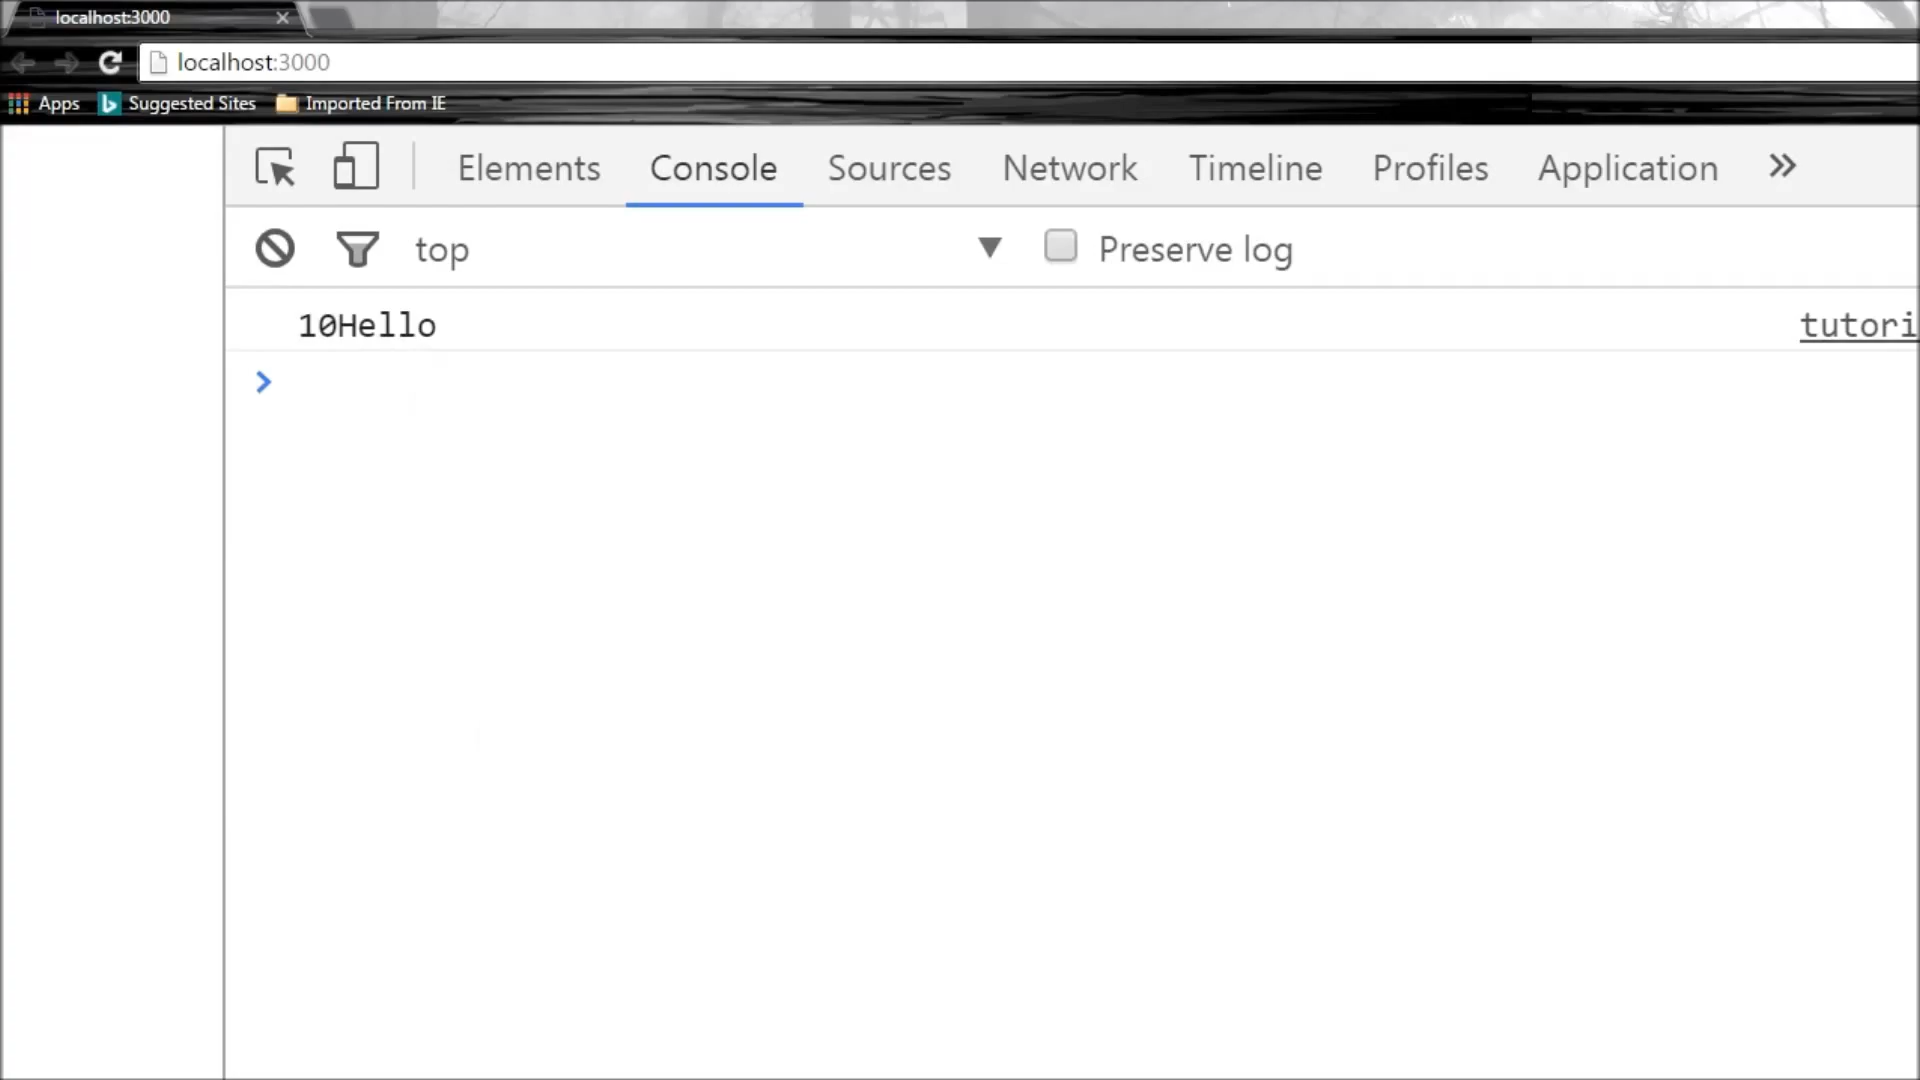 localhost:3000
localhost:3000
Apps Suggested Sites Imported From IE
Elements Console Sources Network Timeline Profiles Application
top Preserve log
10Hello tutori